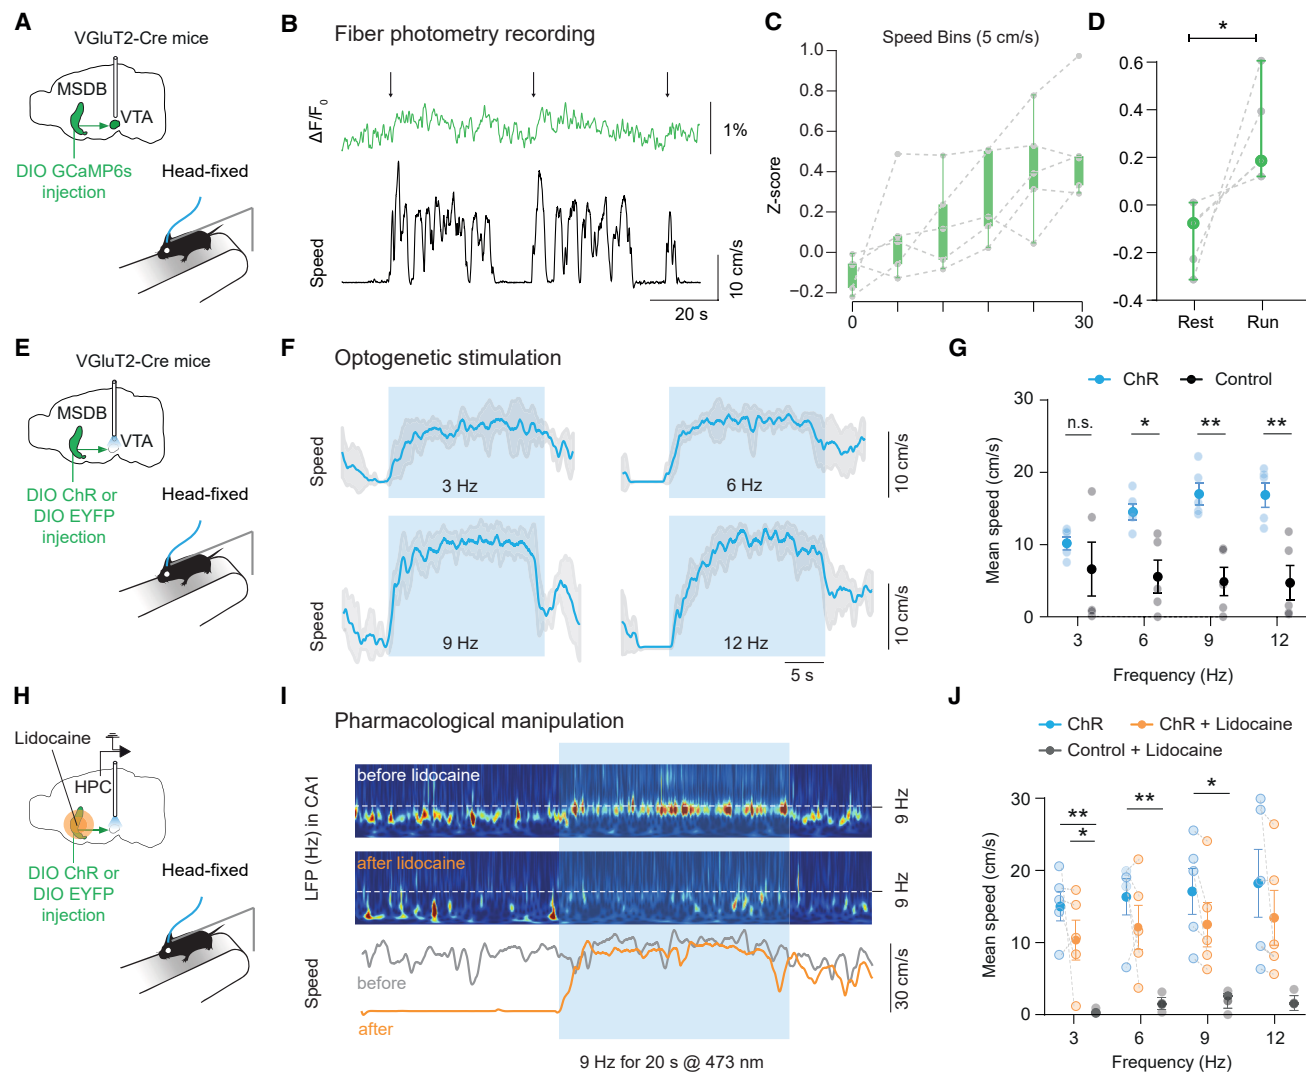 A
VGluT2-Cre mice
MSDB
VTA
DIO GCaMP6s
injection
Head-fixed
B
Fiber photometry recording
ΔF/F0
1%
Speed
10 cm/s
20 s
C
Speed Bins (5 cm/s)
Z-score
1.0
0.8
0.6
0.4
0.2
0.0
−0.2
0
30
D
*
0.6
0.4
0.2
0.0
-0.2
-0.4
Rest
Run
E
VGluT2-Cre mice
MSDB
VTA
DIO ChR or
DIO EYFP
injection
Head-fixed
F
Optogenetic stimulation
Speed
3 Hz
6 Hz
10 cm/s
Speed
9 Hz
12 Hz
10 cm/s
5 s
G
ChR
Control
n.s.
*
**
**
Mean speed (cm/s)
30
20
10
0
3
6
9
12
Frequency (Hz)
H
Lidocaine
HPC
DIO ChR or
DIO EYFP
injection
Head-fixed
I
Pharmacological manipulation
LFP (Hz) in CA1
before lidocaine
9 Hz
after lidocaine
9 Hz
Speed
before
after
30 cm/s
9 Hz for 20 s @ 473 nm
J
ChR
ChR + Lidocaine
Control + Lidocaine
**
*
**
*
Mean speed (cm/s)
30
20
10
0
3
6
9
12
Frequency (Hz)